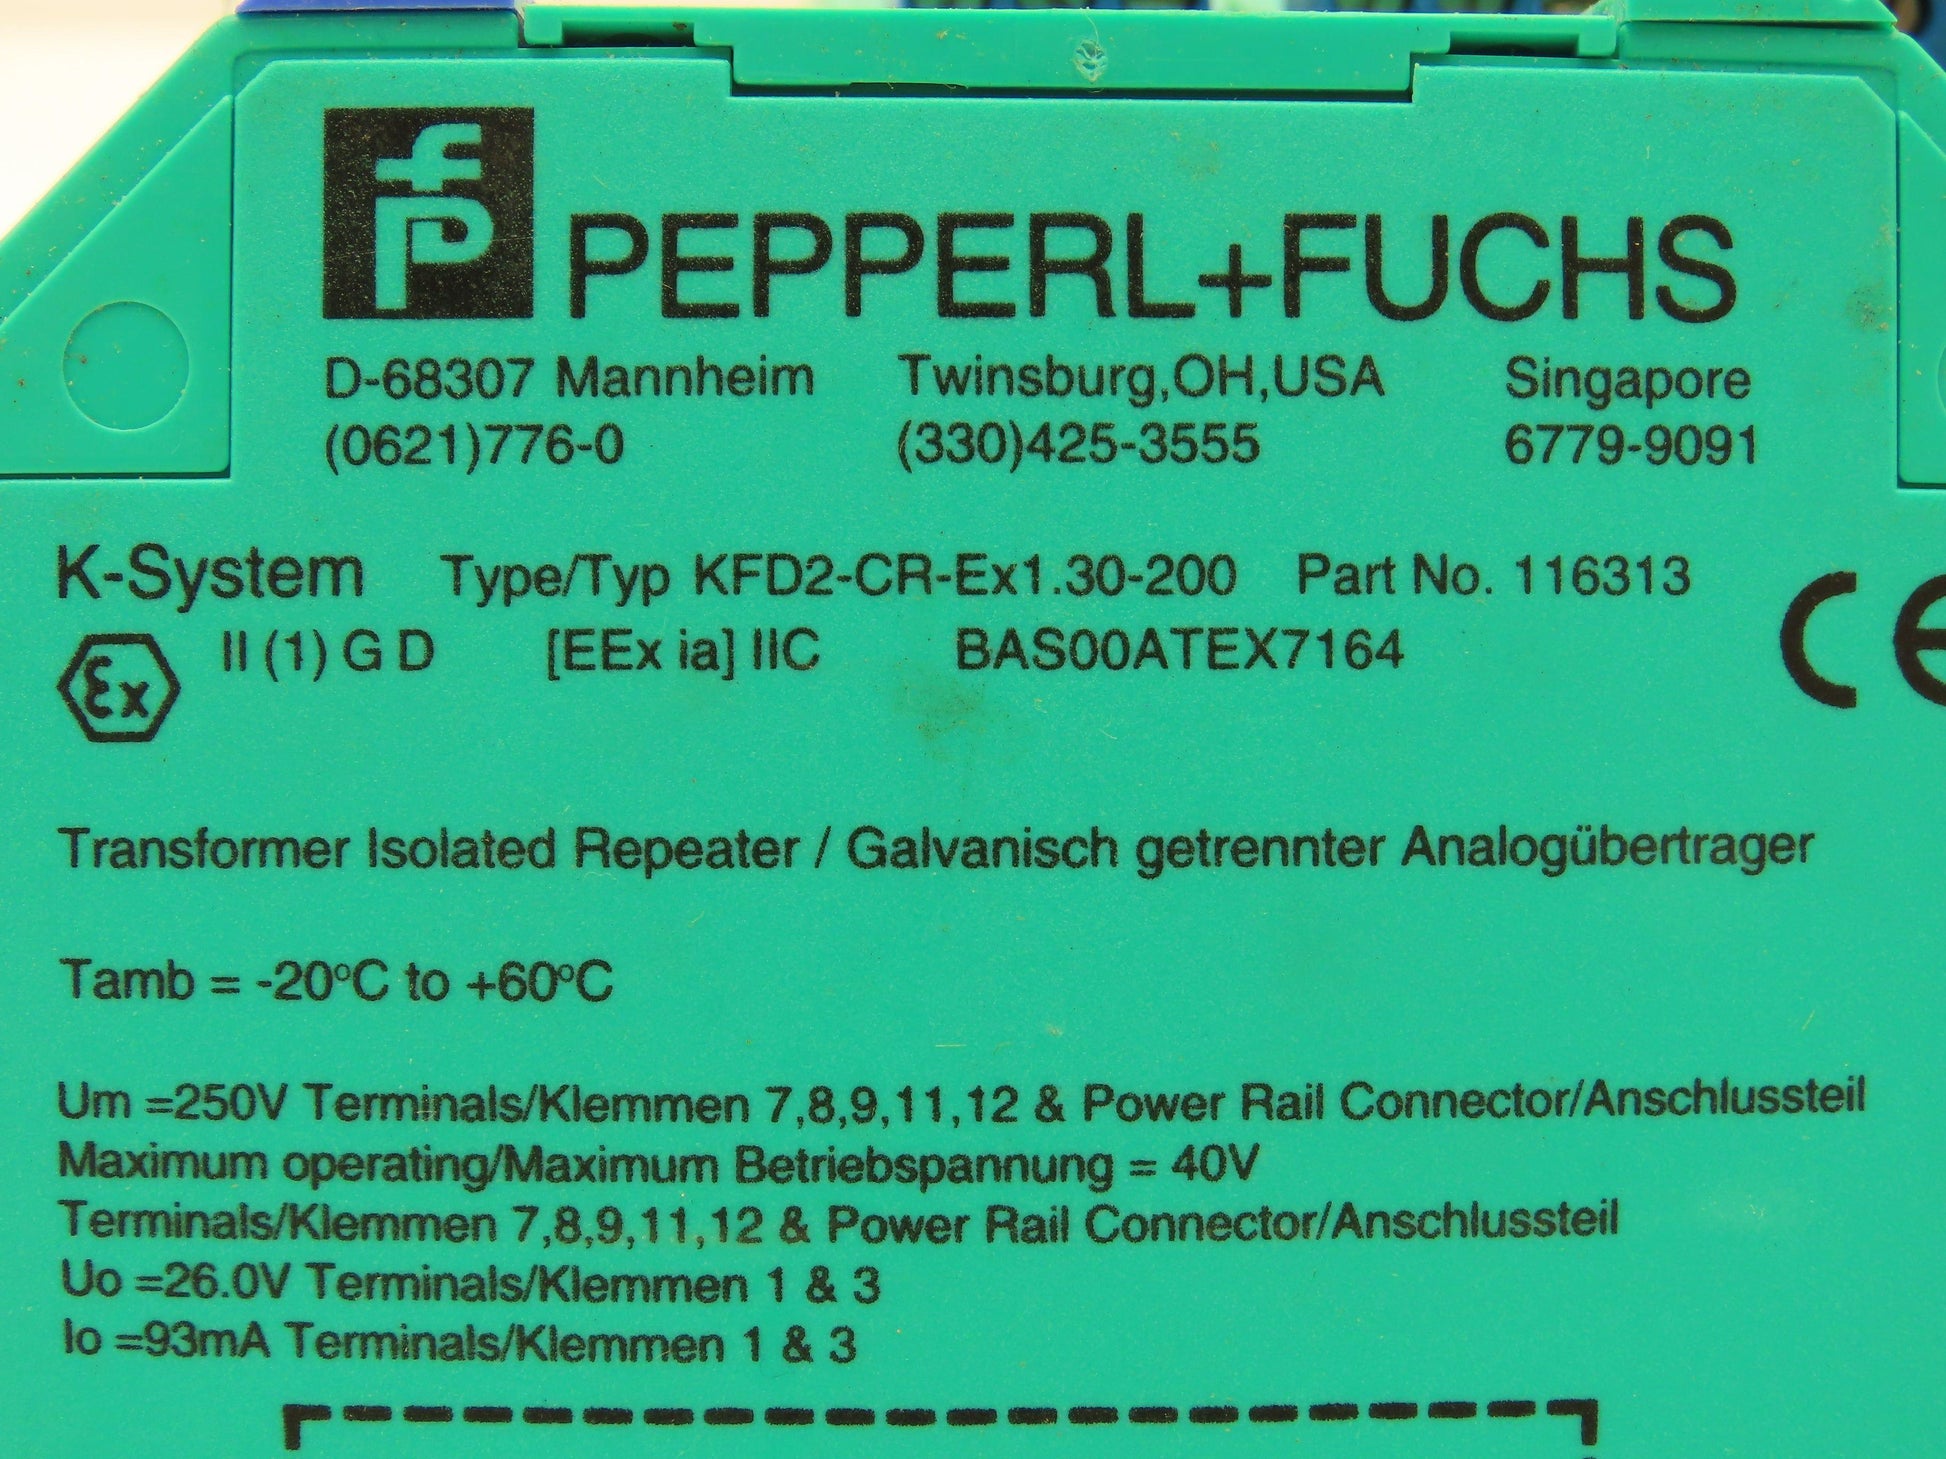 fp PEPPERL+FUCHS
D-68307 Mannheim Twinsburg,OH,USA Singapore
(0621)776-0 (330)425-3555 6779-9091
K-System Type/Typ KFD2-CR-Ex1.30-200 Part No. 116313
Ex II (1) G D [EEx ia] IIC BAS00ATEX7164 CE
Transformer Isolated Repeater / Galvanisch getrennter Analogübertrager
Tamb = -20°C to +60°C
Um =250V Terminals/Klemmen 7,8,9,11,12 & Power Rail Connector/Anschlussteil
Maximum operating/Maximum Betriebspannung = 40V
Terminals/Klemmen 7,8,9,11,12 & Power Rail Connector/Anschlussteil
Uo =26.0V Terminals/Klemmen 1 & 3
Io =93mA Terminals/Klemmen 1 & 3